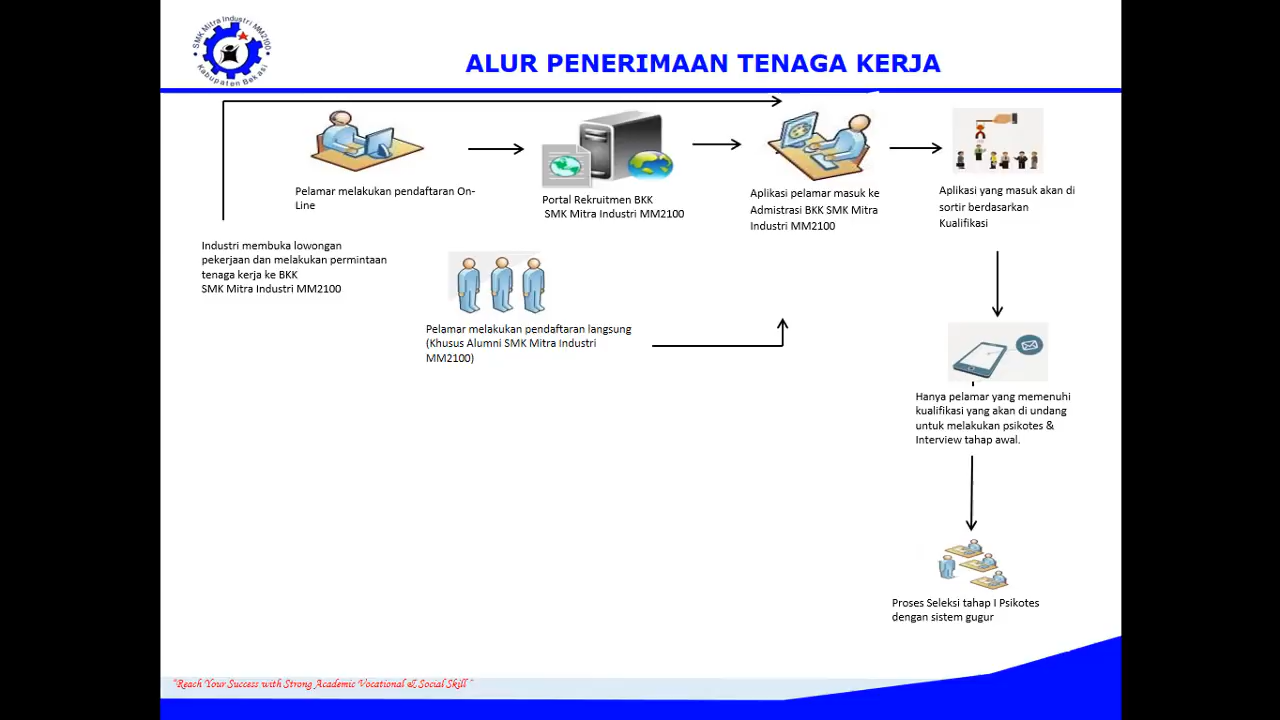 SMK Mitra Industri MM2100
Kabupaten Bekasi
ALUR PENERIMAAN TENAGA KERJA
Pelamar melakukan pendaftaran On-
Line
Portal Rekruitmen BKK
SMK Mitra Industri MM2100
Aplikasi pelamar masuk ke
Admistrasi BKK SMK Mitra
Industri MM2100
Aplikasi yang masuk akan di
sortir berdasarkan
Kualifikasi
Industri membuka lowongan
pekerjaan dan melakukan permintaan
tenaga kerja ke BKK
SMK Mitra Industri MM2100
Pelamar melakukan pendaftaran langsung
(Khusus Alumni SMK Mitra Industri
MM2100)
Hanya pelamar yang memenuhi
kualifikasi yang akan di undang
untuk melakukan psikotes &
Interview tahap awal.
Proses Seleksi tahap I Psikotes
dengan sistem gugur
"Reach Your Success with Strong Academic Vocational & Social Skill "